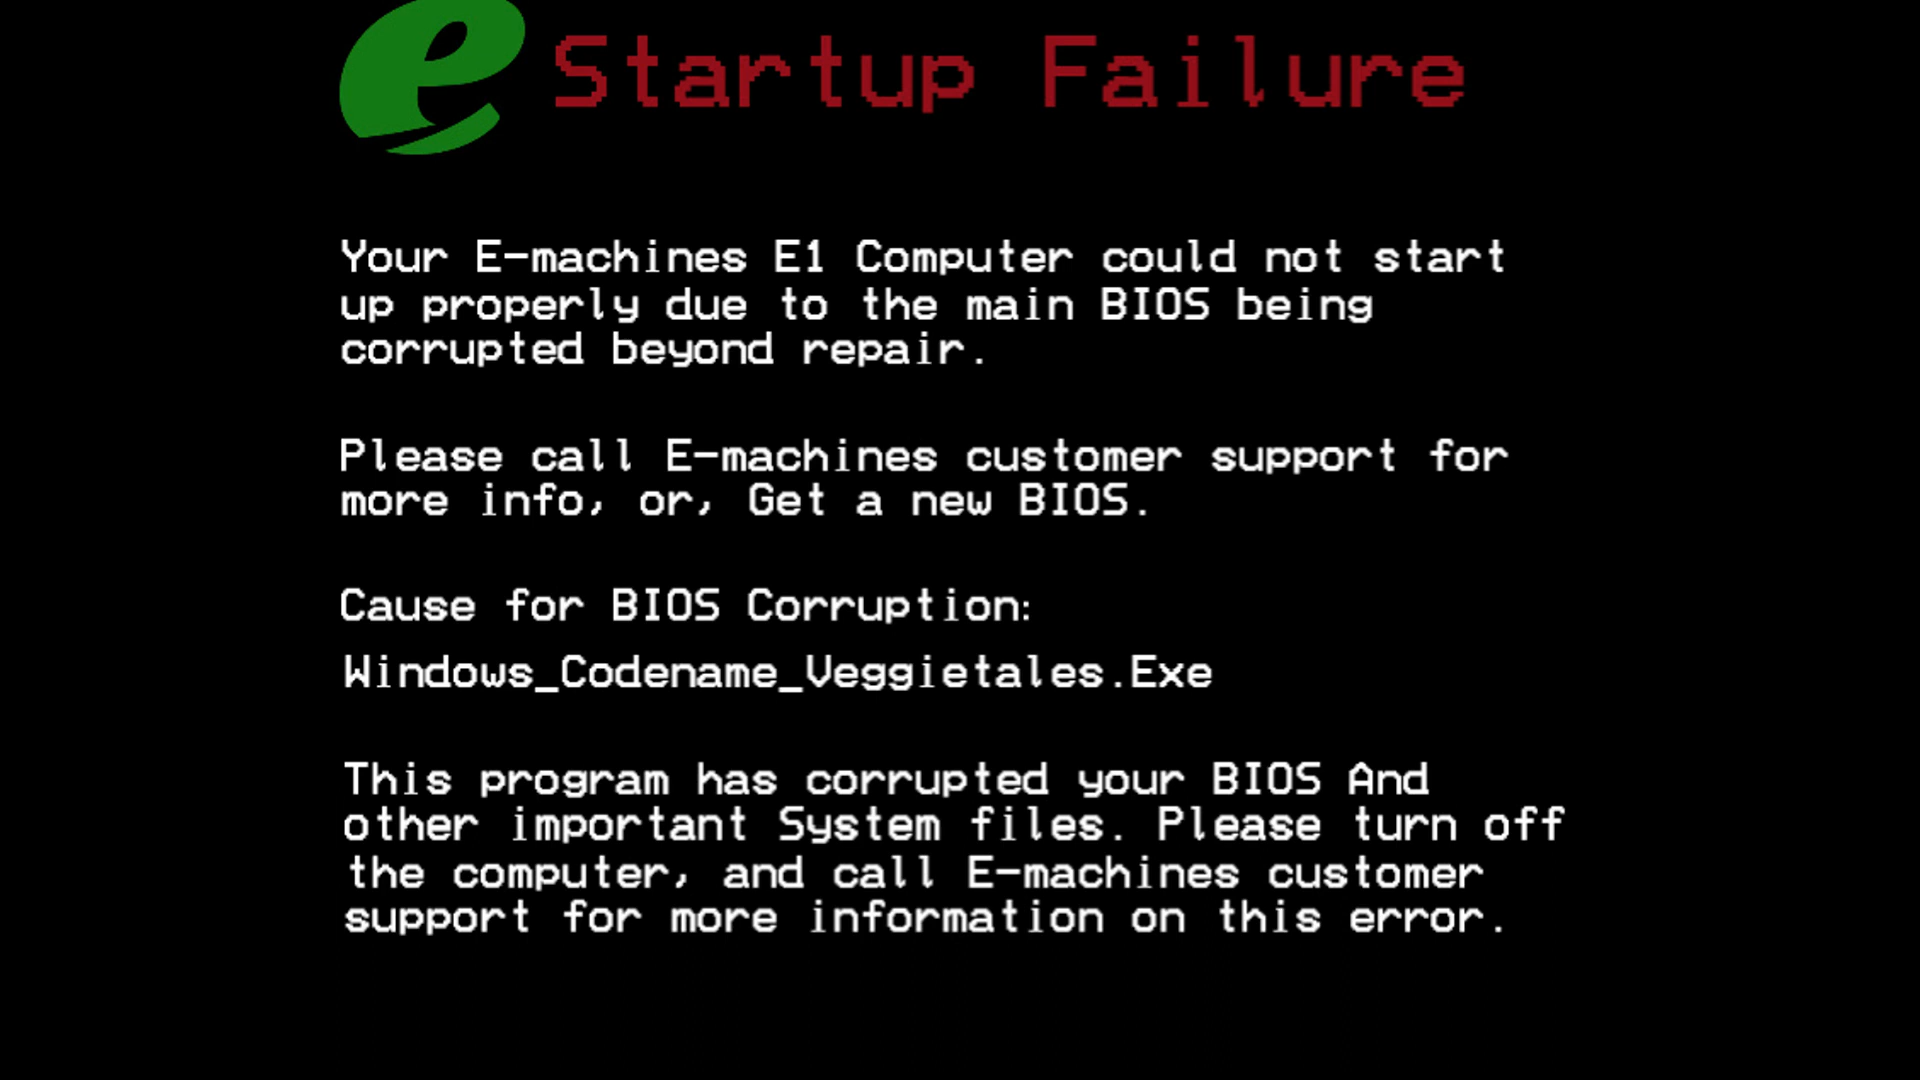 e Startup Failure
Your E-machines E1 Computer could not start
up properly due to the main BIOS being
corrupted beyond repair.
Please call E-machines customer support for
more info, or, Get a new BIOS.
Cause for BIOS Corruption:
Windows_Codename_Veggietales.Exe
This program has corrupted your BIOS And
other important System files. Please turn off
the computer, and call E-machines customer
support for more information on this error.